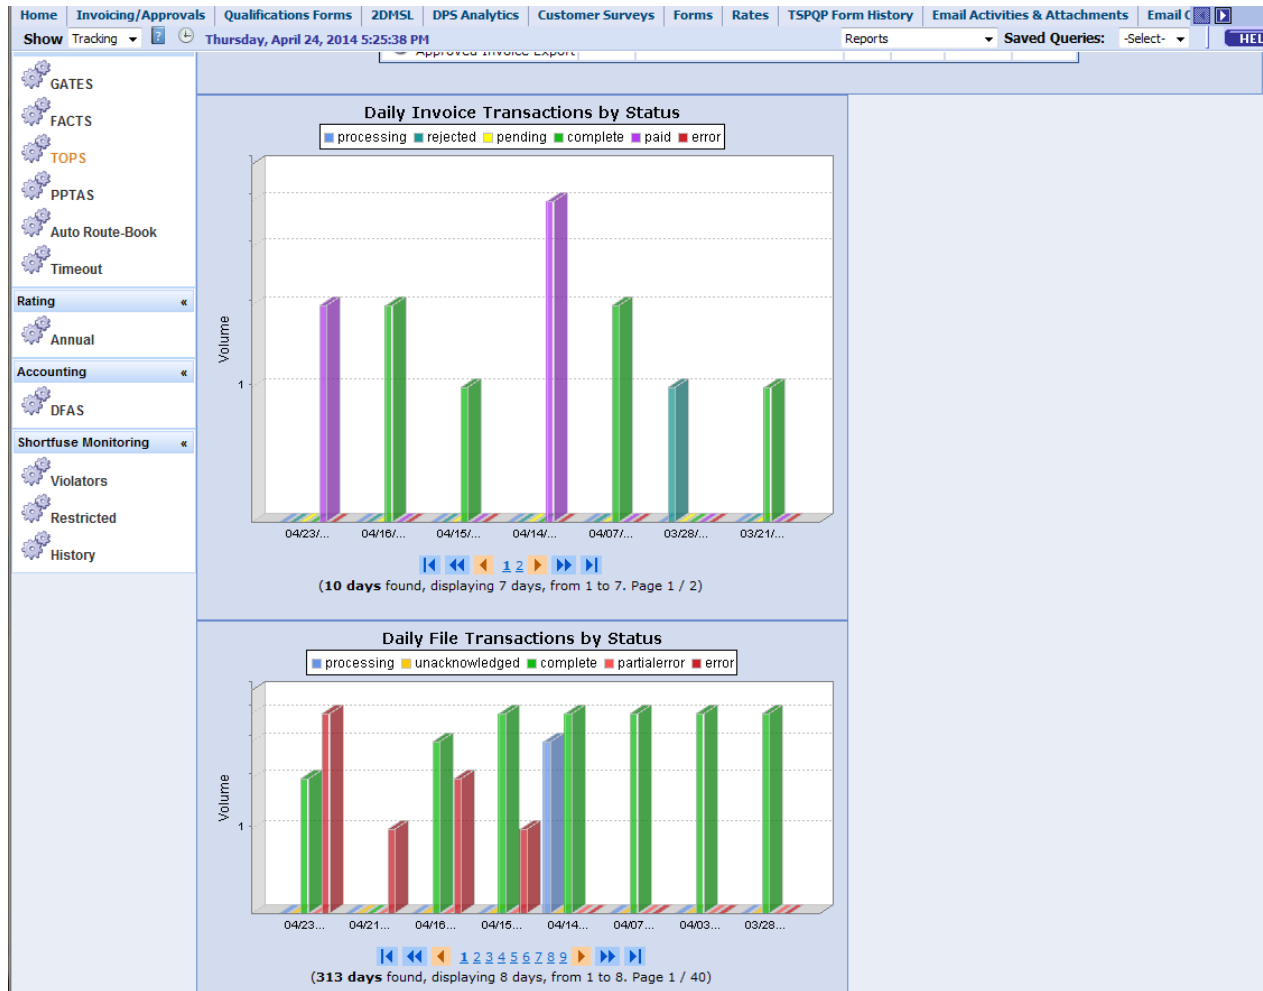 Home Invoicing/Approvals Qualifications Forms 2DMSL DPS Analytics Customer Surveys Forms Rates TSPQP Form History Email Activities & Attachments Email
Show Tracking ? Thursday, April 24, 2014 5:25:38 PM Reports Saved Queries: -Select- HEL
Approved Invoice Export
GATES
FACTS
TOPS
PPTAS
Auto Route-Book
Timeout
Rating «
Annual
Accounting «
DFAS
Shortfuse Monitoring «
Violators
Restricted
History
Daily Invoice Transactions by Status
processing rejected pending complete paid error
Volume
1
04/23/... 04/16/... 04/15/... 04/14/... 04/07/... 03/28/... 03/21/...
1 2
(10 days found, displaying 7 days, from 1 to 7. Page 1 / 2)
Daily File Transactions by Status
processing unacknowledged complete partialerror error
Volume
1
04/23... 04/21... 04/16... 04/15... 04/14... 04/07... 04/03... 03/28...
1 2 3 4 5 6 7 8 9
(313 days found, displaying 8 days, from 1 to 8. Page 1 / 40)